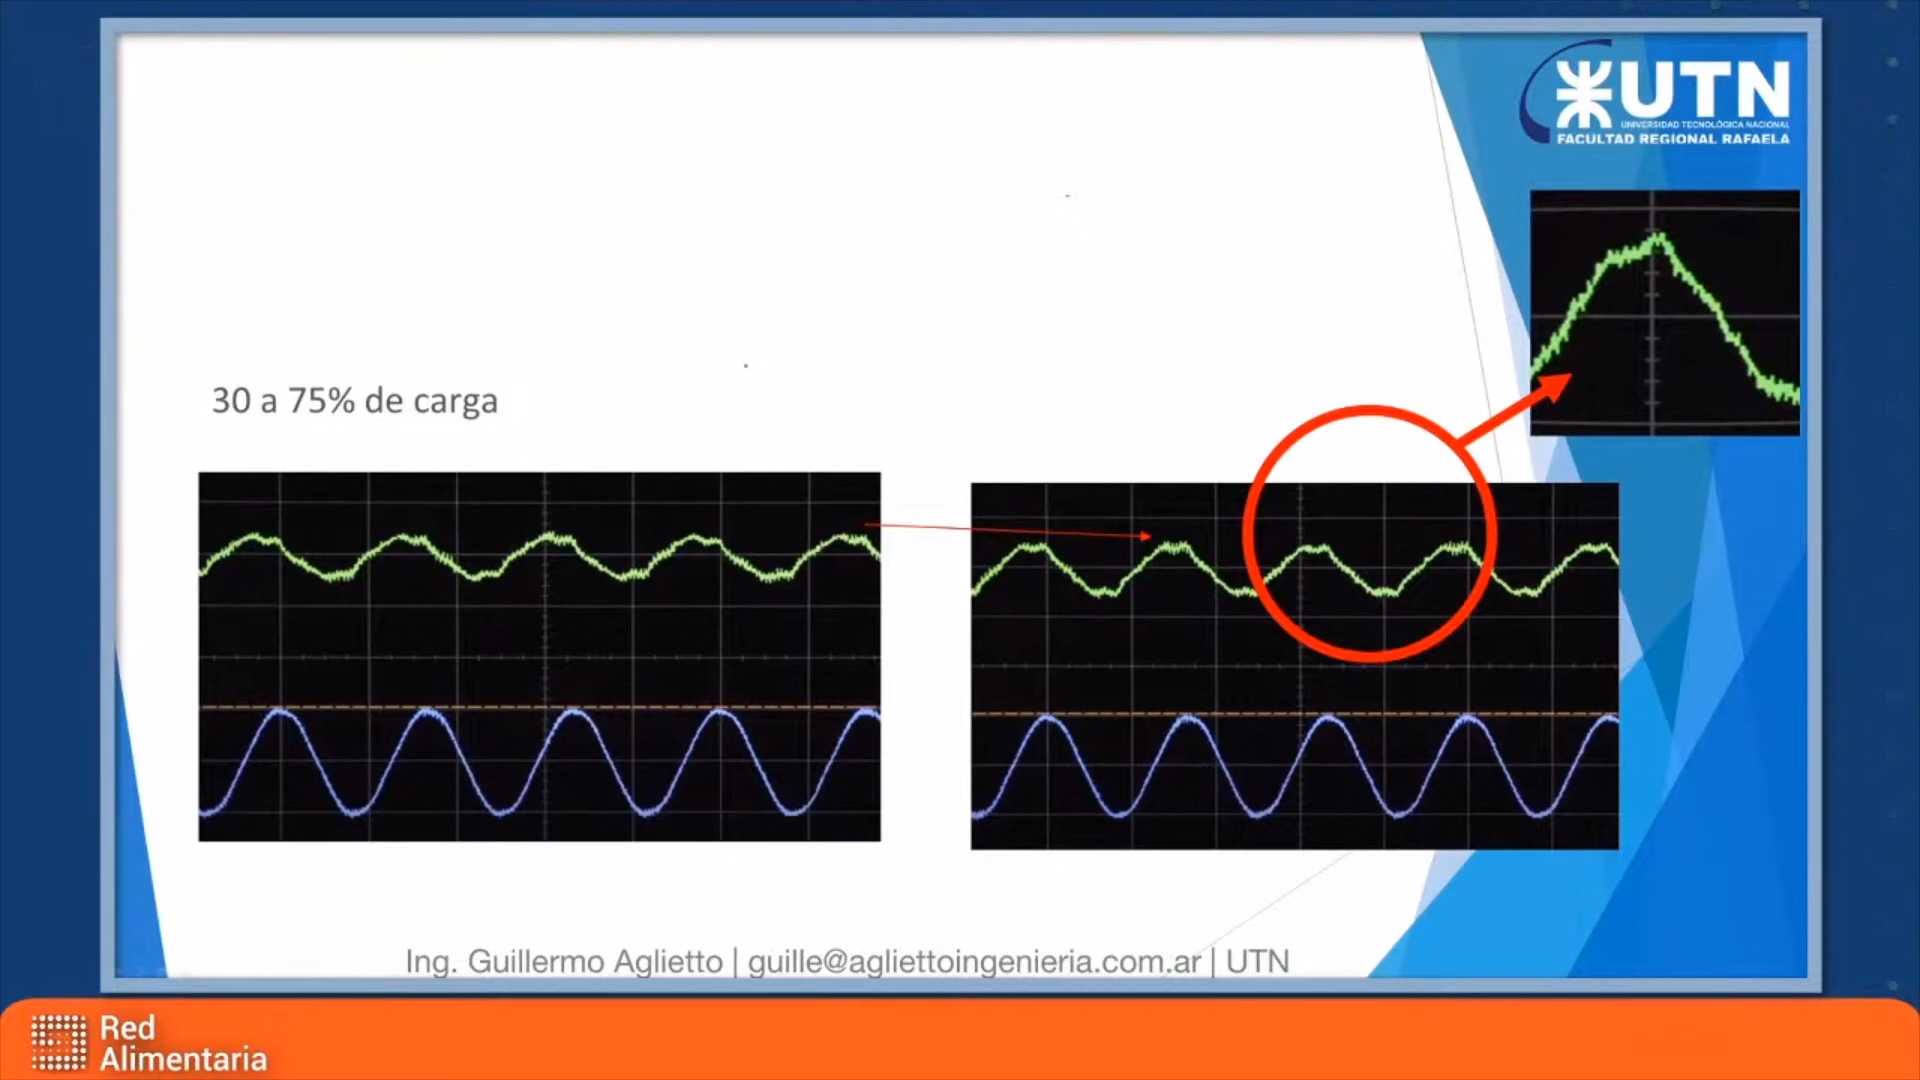 UTN
UNIVERSIDAD TECNOLÓGICA NACIONAL
FACULTAD REGIONAL RAFAELA
30 a 75% de carga
Ing. Guillermo Aglietto | guille@agliettoingenieria.com.ar | UTN
Red
Alimentaria